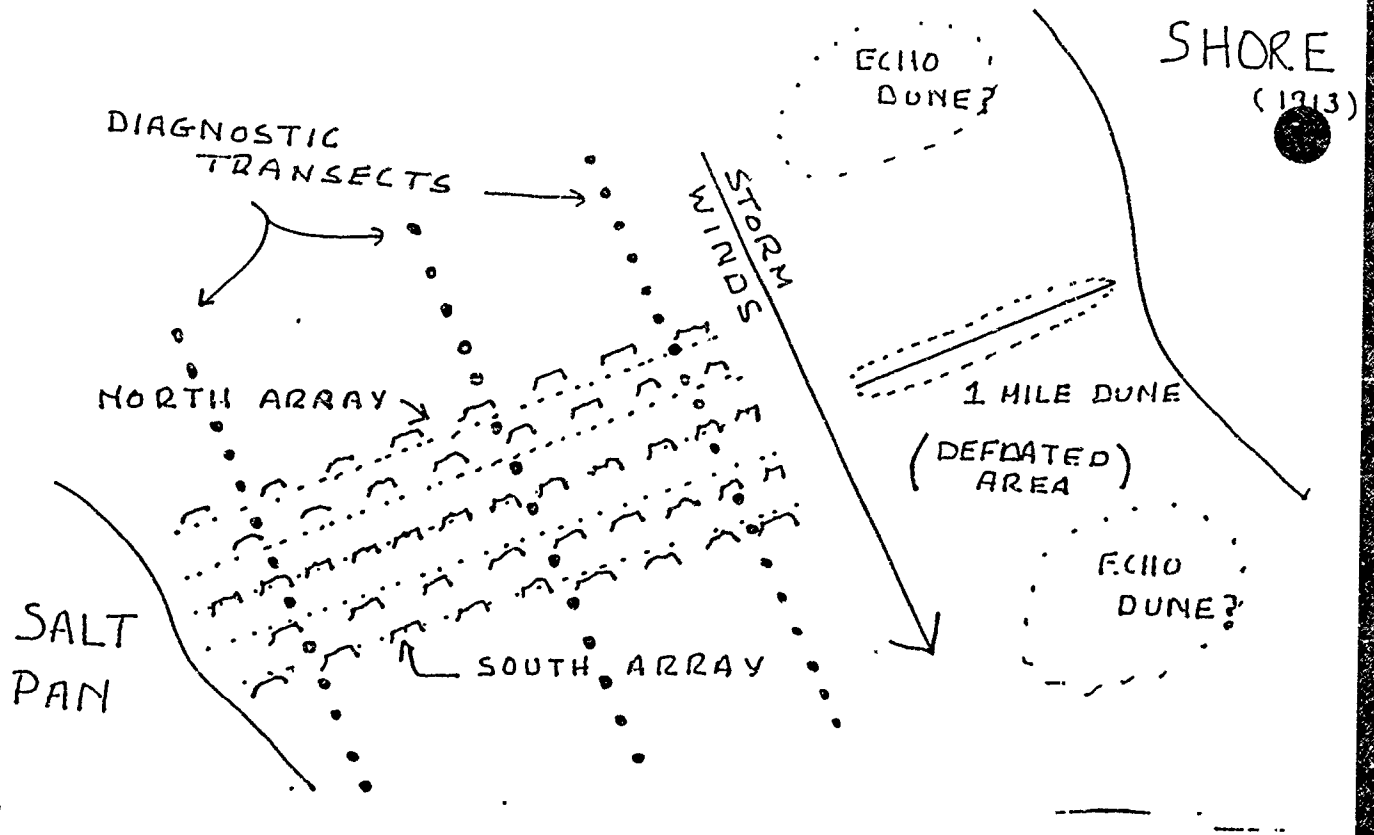 SHORE
(1913)
ECHO
DUNE?
DIAGNOSTIC
TRANSECTS
STORM
WINDS
NORTH ARRAY
1 MILE DUNE
(DEFLATED
AREA)
ECHO
DUNE?
SALT
PAN
SOUTH ARRAY